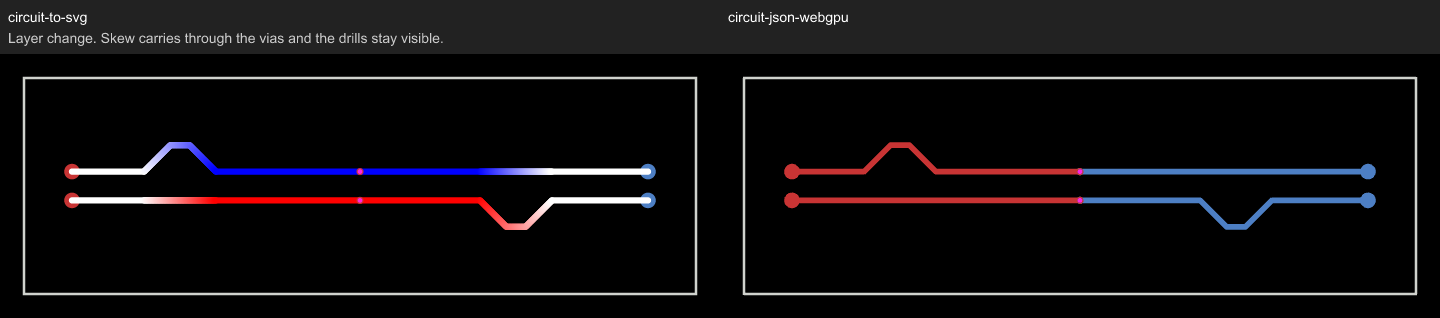 circuit-to-svg
circuit-json-webgpu
Layer change. Skew carries through the vias and the drills stay visible.